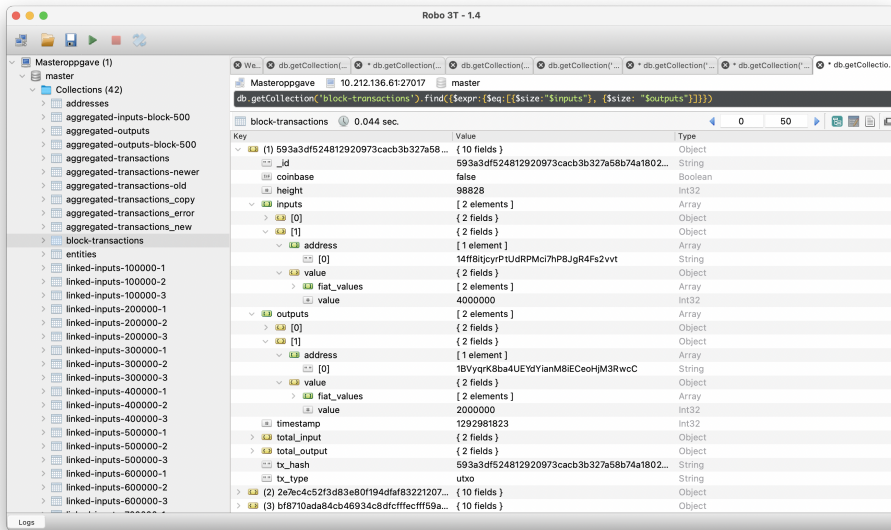 Robo 3T - 1.4
Masteroppgave (1)
master
Collections (42)
addresses
aggregated-inputs-block-500
aggregated-outputs
aggregated-outputs-block-500
aggregated-transactions
aggregated-transactions-newer
aggregated-transactions-old
aggregated-transactions_copy
aggregated-transactions_error
aggregated-transactions_new
block-transactions
entities
linked-inputs-100000-1
linked-inputs-100000-2
linked-inputs-100000-3
linked-inputs-200000-1
linked-inputs-200000-2
linked-inputs-200000-3
linked-inputs-300000-1
linked-inputs-300000-2
linked-inputs-300000-3
linked-inputs-400000-1
linked-inputs-400000-2
linked-inputs-400000-3
linked-inputs-500000-1
linked-inputs-500000-2
linked-inputs-500000-3
linked-inputs-600000-1
linked-inputs-600000-2
linked-inputs-600000-3
Logs
We... db.getCollection(... * db.getCollection(... db.getCollection(... db.getCollection('... * db.getCollection('... * db.getCollection('... * db.getCollectio...
Masteroppgave 10.212.136.61:27017 master
db.getCollection('block-transactions').find({$expr:{$eq:[{$size:"$inputs"}, {$size: "$outputs"}]}})
block-transactions 0.044 sec. 0 50
Key Value Type
(1) 593a3df524812920973cacb3b327a58... { 10 fields } Object
_id 593a3df524812920973cacb3b327a58b74a1802... String
coinbase false Boolean
height 98828 Int32
inputs [ 2 elements ] Array
[0] { 2 fields } Object
[1] { 2 fields } Object
address [ 1 element ] Array
[0] 14ff8itjcyrPtUdRPMci7hP8JgR4Fs2vvt String
value { 2 fields } Object
fiat_values [ 2 elements ] Array
value 4000000 Int32
outputs [ 2 elements ] Array
[0] { 2 fields } Object
[1] { 2 fields } Object
address [ 1 element ] Array
[0] 1BVyqrK8ba4UEYdYianM8iECeoHjM3RwcC String
value { 2 fields } Object
fiat_values [ 2 elements ] Array
value 2000000 Int32
timestamp 1292981823 Int32
total_input { 2 fields } Object
total_output { 2 fields } Object
tx_hash 593a3df524812920973cacb3b327a58b74a1802... String
tx_type utxo String
(2) 2e7ec4c52f3d83e80f194dfaf83221207... { 10 fields } Object
(3) bf8710ada84cb46934c8dfcfffecfff59a... { 10 fields } Object